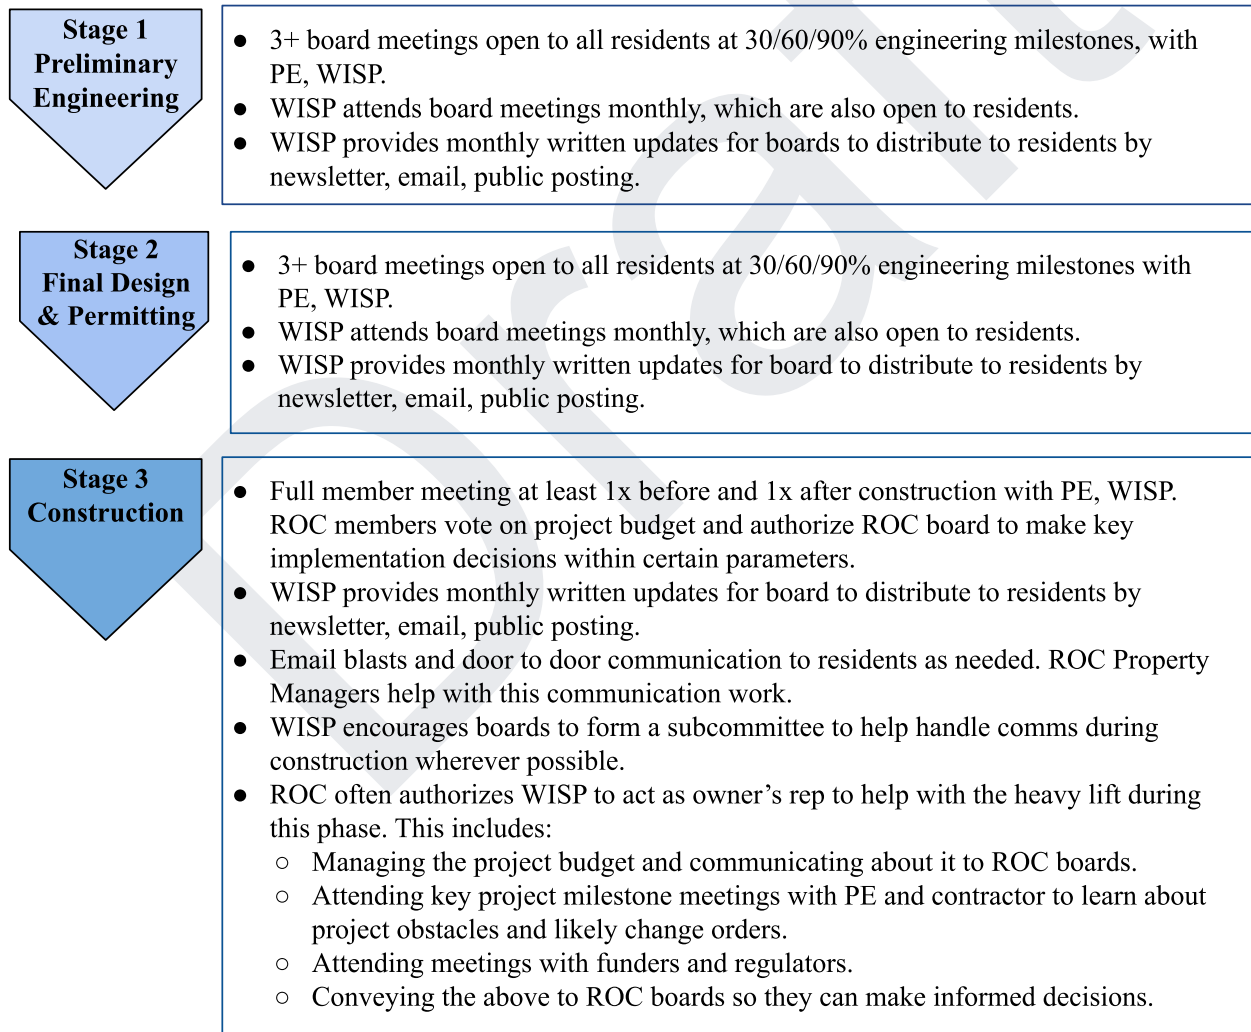 Stage 1
Preliminary
Engineering
● 3+ board meetings open to all residents at 30/60/90% engineering milestones, with
PE, WISP.
● WISP attends board meetings monthly, which are also open to residents.
● WISP provides monthly written updates for boards to distribute to residents by
newsletter, email, public posting.
Stage 2
Final Design
& Permitting
● 3+ board meetings open to all residents at 30/60/90% engineering milestones with
PE, WISP.
● WISP attends board meetings monthly, which are also open to residents.
● WISP provides monthly written updates for board to distribute to residents by
newsletter, email, public posting.
Stage 3
Construction
● Full member meeting at least 1x before and 1x after construction with PE, WISP.
ROC members vote on project budget and authorize ROC board to make key
implementation decisions within certain parameters.
● WISP provides monthly written updates for board to distribute to residents by
newsletter, email, public posting.
● Email blasts and door to door communication to residents as needed. ROC Property
Managers help with this communication work.
● WISP encourages boards to form a subcommittee to help handle comms during
construction wherever possible.
● ROC often authorizes WISP to act as owner’s rep to help with the heavy lift during
this phase. This includes:
○ Managing the project budget and communicating about it to ROC boards.
○ Attending key project milestone meetings with PE and contractor to learn about
project obstacles and likely change orders.
○ Attending meetings with funders and regulators.
○ Conveying the above to ROC boards so they can make informed decisions.
Draft